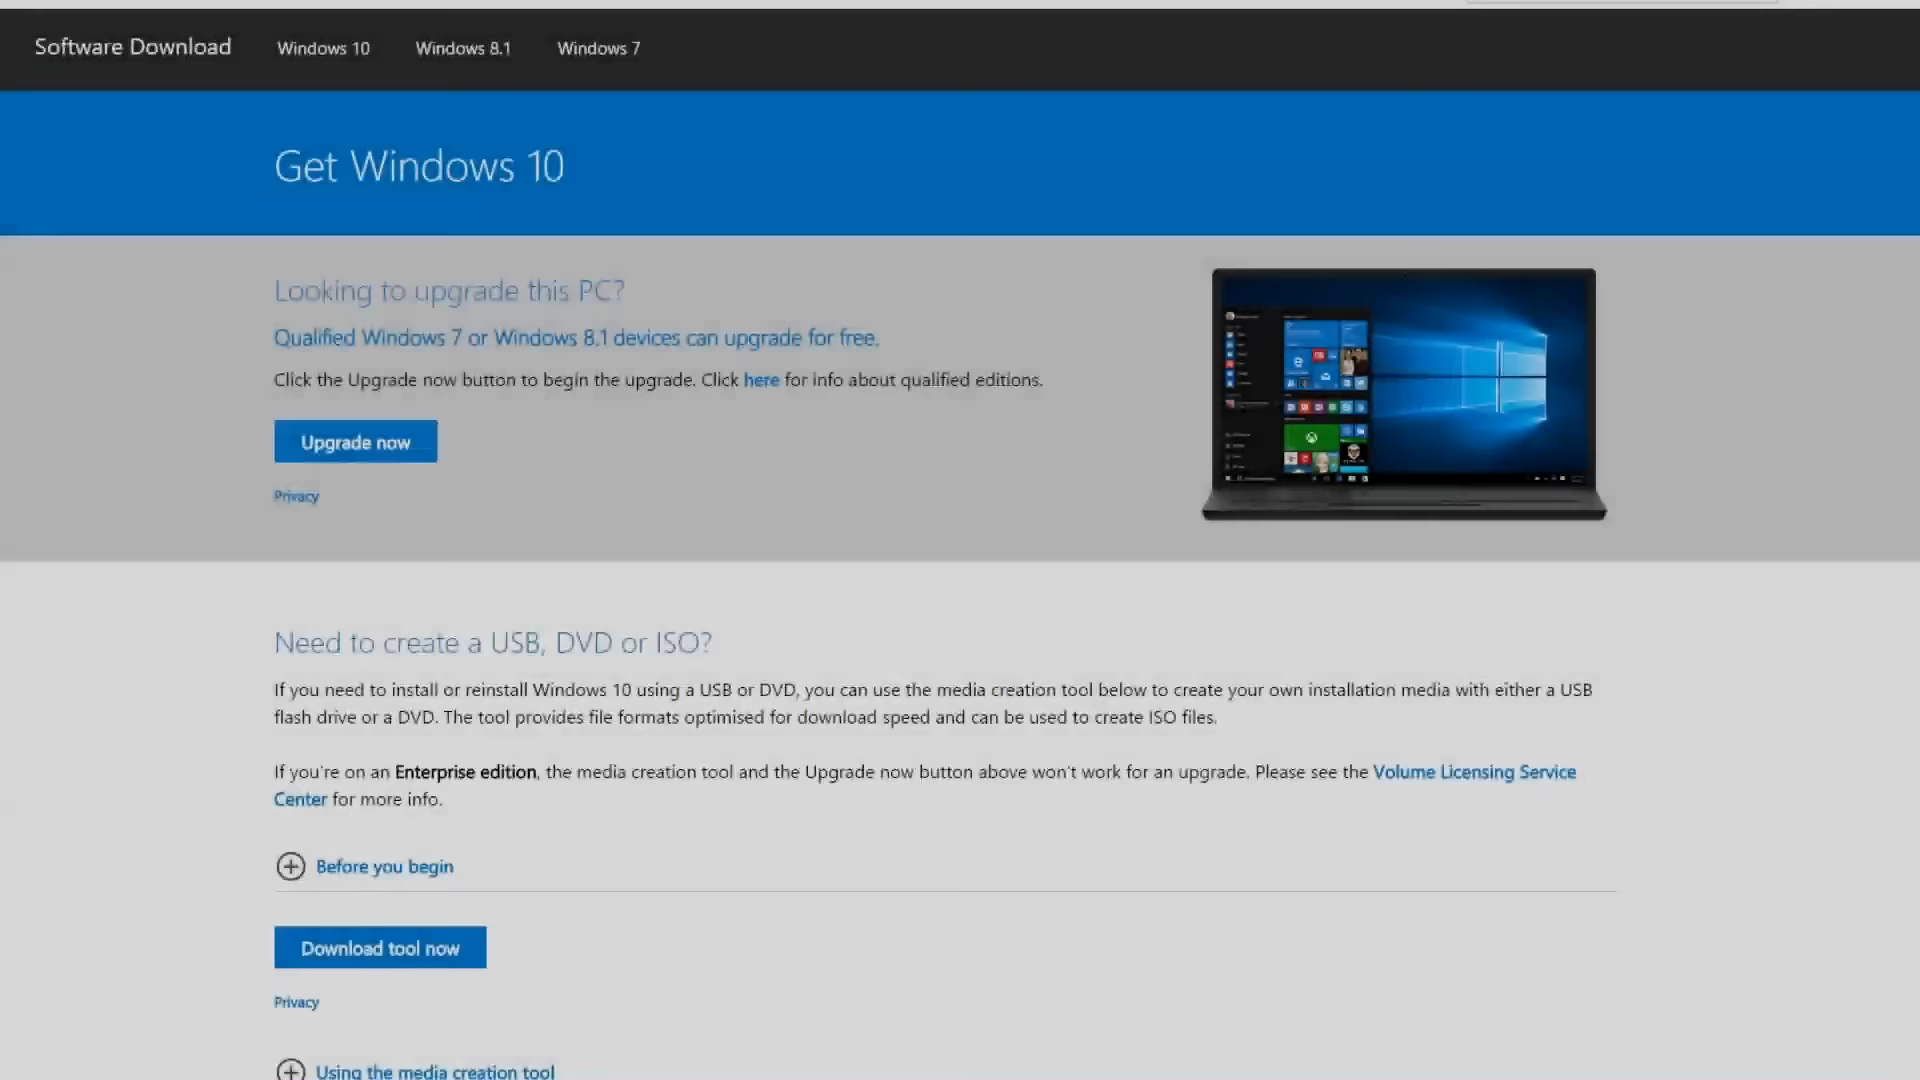 Software Download
Windows 10
Windows 8.1
Windows 7
Get Windows 10
Looking to upgrade this PC?
Qualified Windows 7 or Windows 8.1 devices can upgrade for free.
Click the Upgrade now button to begin the upgrade. Click here for info about qualified editions.
Upgrade now
Privacy
Need to create a USB, DVD or ISO?
If you need to install or reinstall Windows 10 using a USB or DVD, you can use the media creation tool below to create your own installation media with either a USB
flash drive or a DVD. The tool provides file formats optimised for download speed and can be used to create ISO files.
If you're on an Enterprise edition, the media creation tool and the Upgrade now button above won't work for an upgrade. Please see the Volume Licensing Service
Center for more info.
Before you begin
Download tool now
Privacy
Using the media creation tool